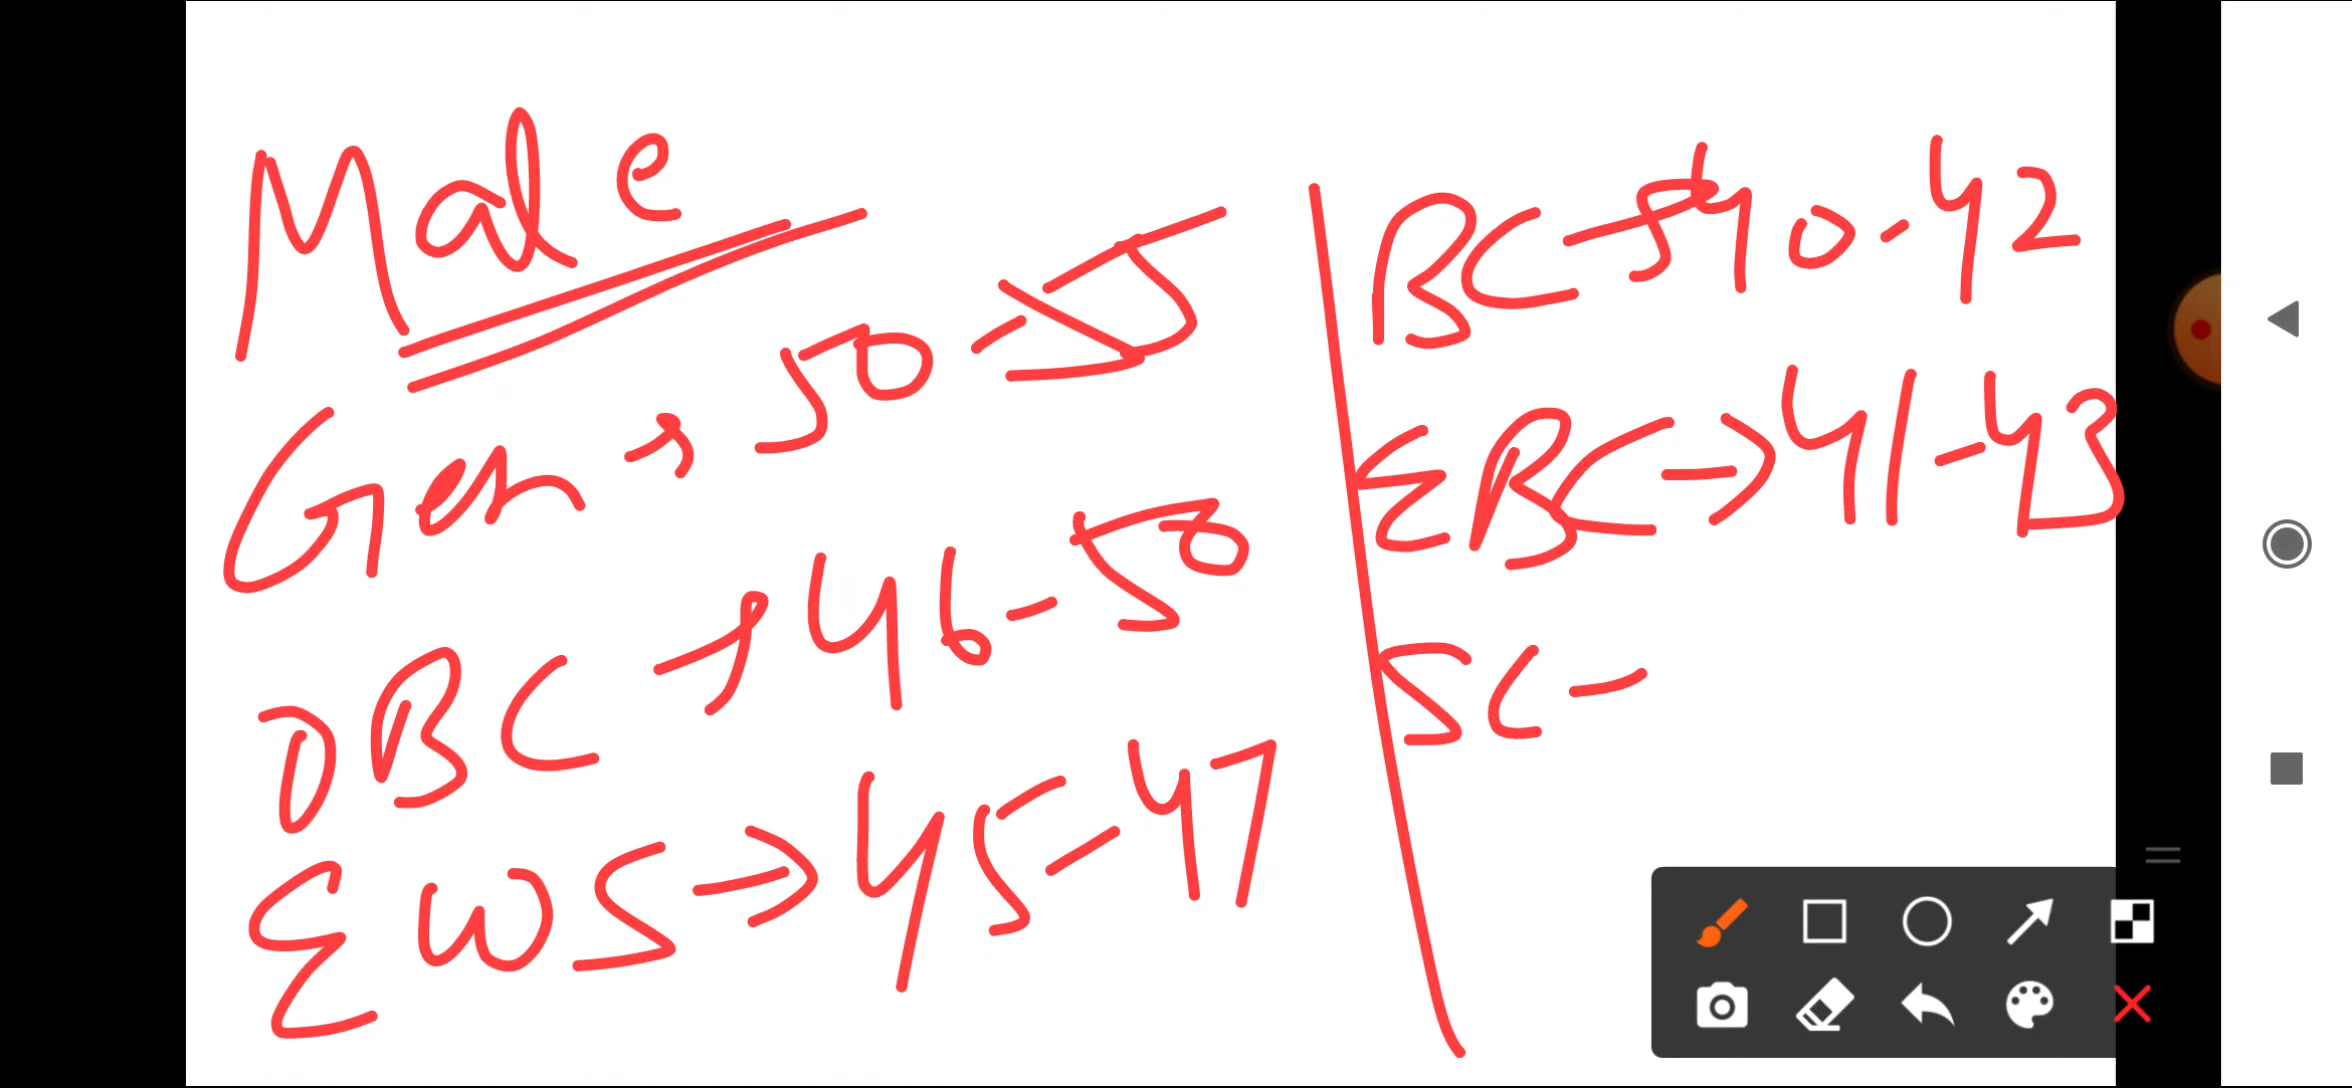 Male
Gen → 50-55
OBC → 46-50
EWS → 45-47
BC → 40-42
EBC → 41-43
SC -